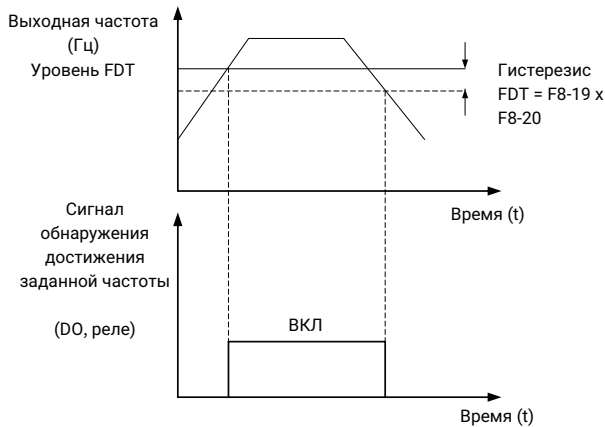 Выходная частота
(Гц)
Уровень FDT
Гистерезис
FDT = F8-19 x
F8-20
Время (t)
Сигнал
обнаружения
достижения
заданной частоты
(DO, реле)
ВКЛ
Время (t)